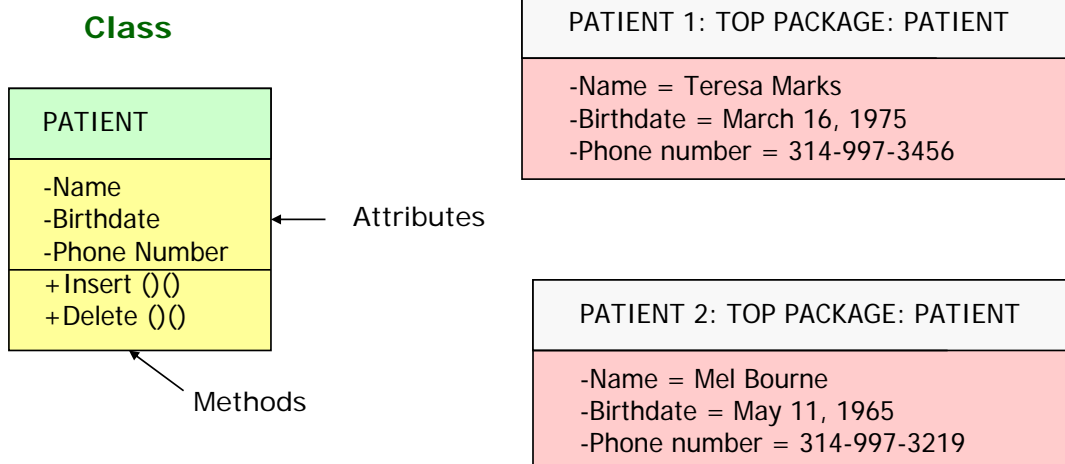 Class
PATIENT
-Name
-Birthdate
-Phone Number
+Insert ()()
+Delete ()()
Attributes
Methods
PATIENT 1: TOP PACKAGE: PATIENT
-Name = Teresa Marks
-Birthdate = March 16, 1975
-Phone number = 314-997-3456
PATIENT 2: TOP PACKAGE: PATIENT
-Name = Mel Bourne
-Birthdate = May 11, 1965
-Phone number = 314-997-3219